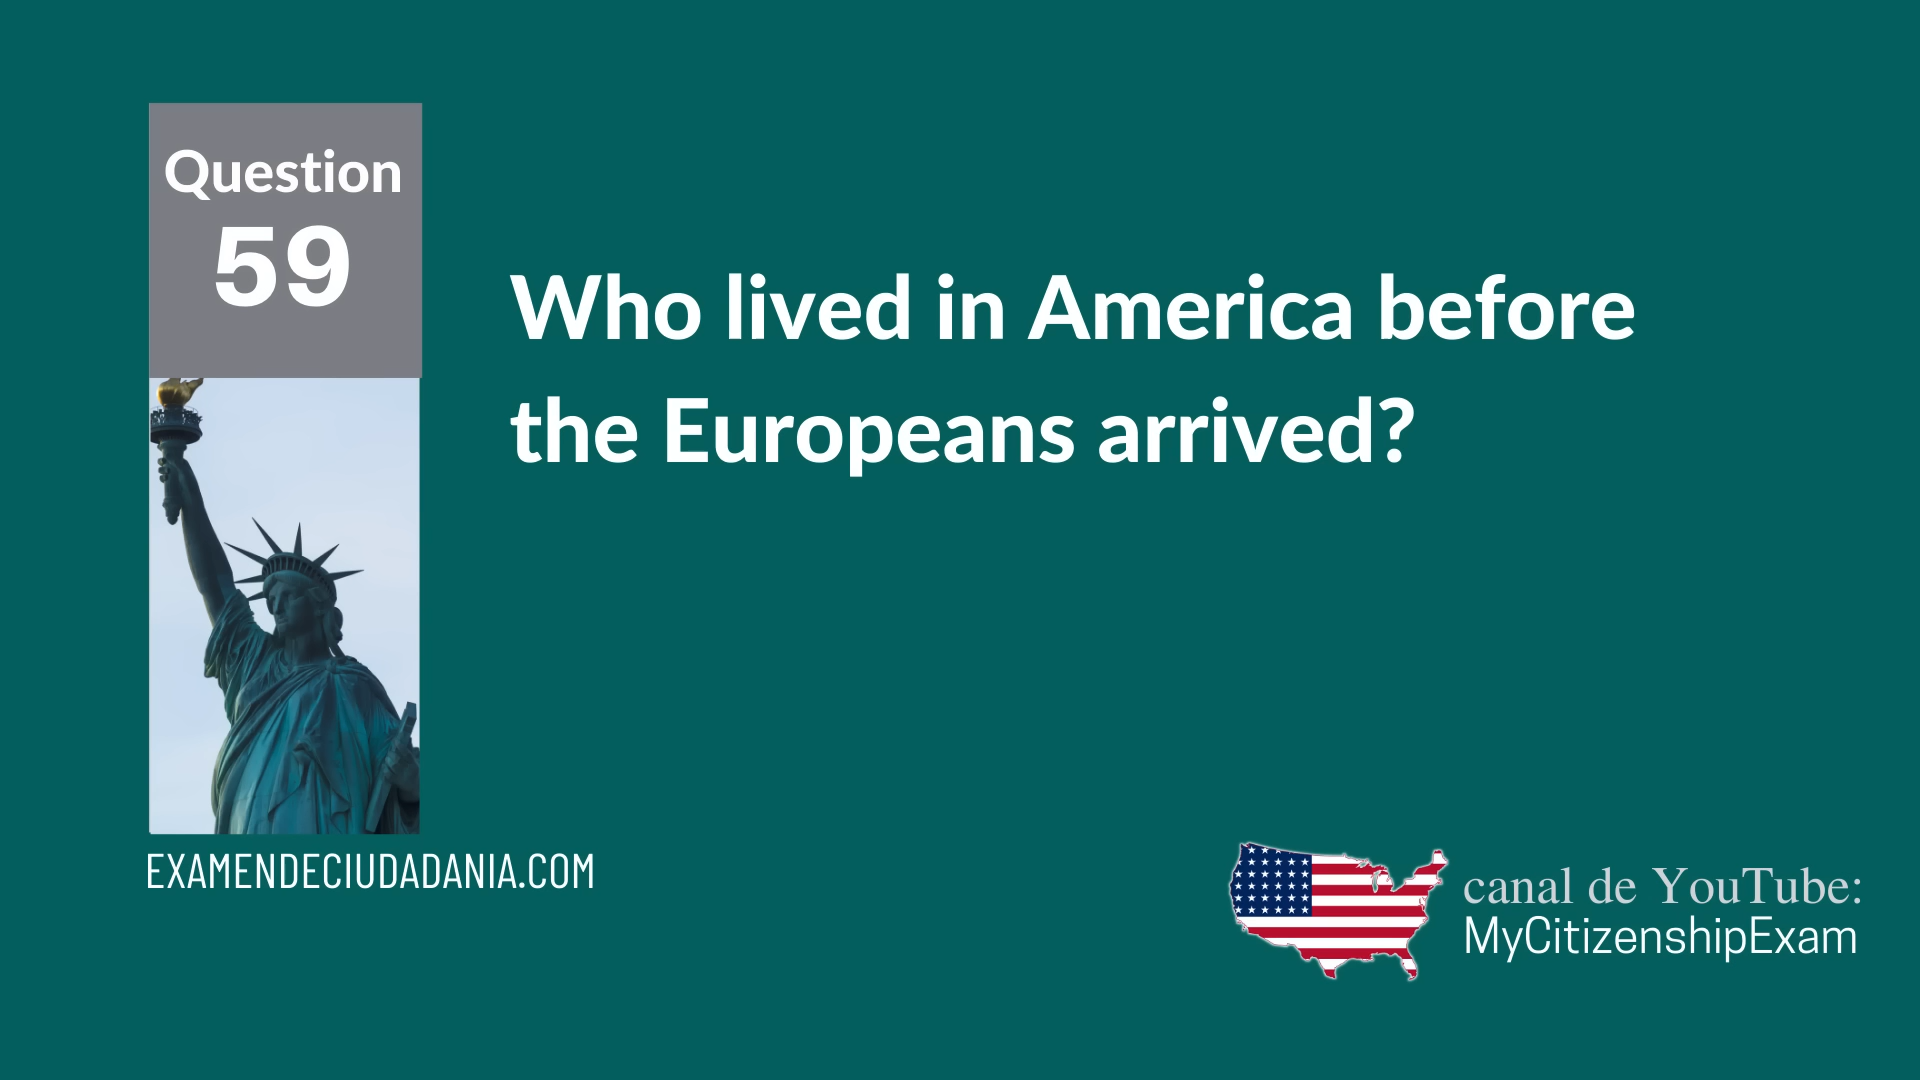 Question
59
Who lived in America before
the Europeans arrived?
EXAMENDECIUDADANIA.COM
canal de YouTube:
MyCitizenshipExam